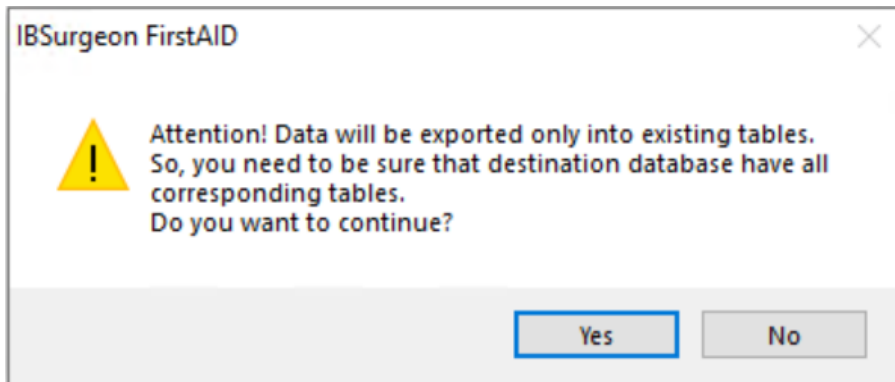 IBSurgeon FirstAID
Attention! Data will be exported only into existing tables.
So, you need to be sure that destination database have all
corresponding tables.
Do you want to continue?
Yes
No